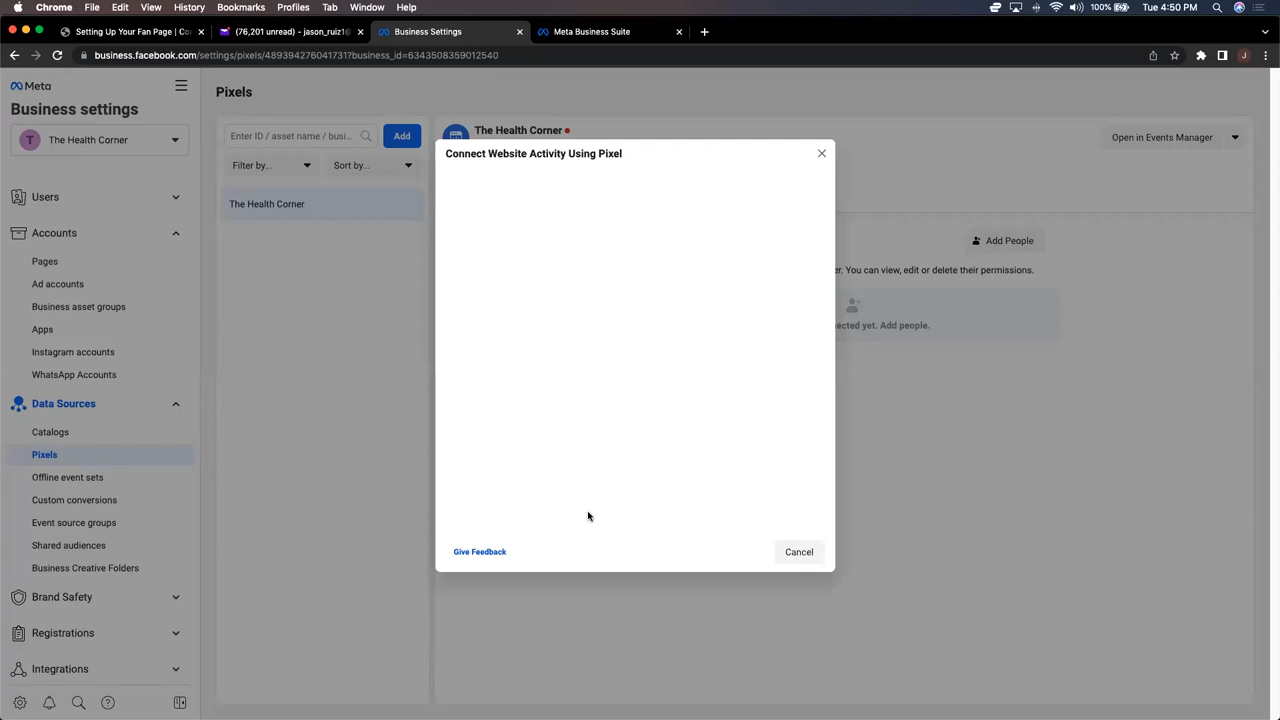 Chrome File Edit View History Bookmarks Profiles Tab Window Help 100% Tue 4:50 PM
Setting Up Your Fan Page | Cor
(76,201 unread) - jason_ruiz1@
Business Settings
Meta Business Suite
business.facebook.com/settings/pixels/489394276041731?business_id=6343508359012540
J
Meta
Business settings
T The Health Corner
Users
Accounts
Pages
Ad accounts
Business asset groups
Apps
Instagram accounts
WhatsApp Accounts
Data Sources
Catalogs
Pixels
Offline event sets
Custom conversions
Event source groups
Shared audiences
Business Creative Folders
Brand Safety
Registrations
Integrations
Pixels
Enter ID / asset name / busi...
Add
Filter by...
Sort by...
The Health Corner
The Health Corner
Open in Events Manager
Connect Website Activity Using Pixel
Add People
er. You can view, edit or delete their permissions.
ected yet. Add people.
Give Feedback
Cancel